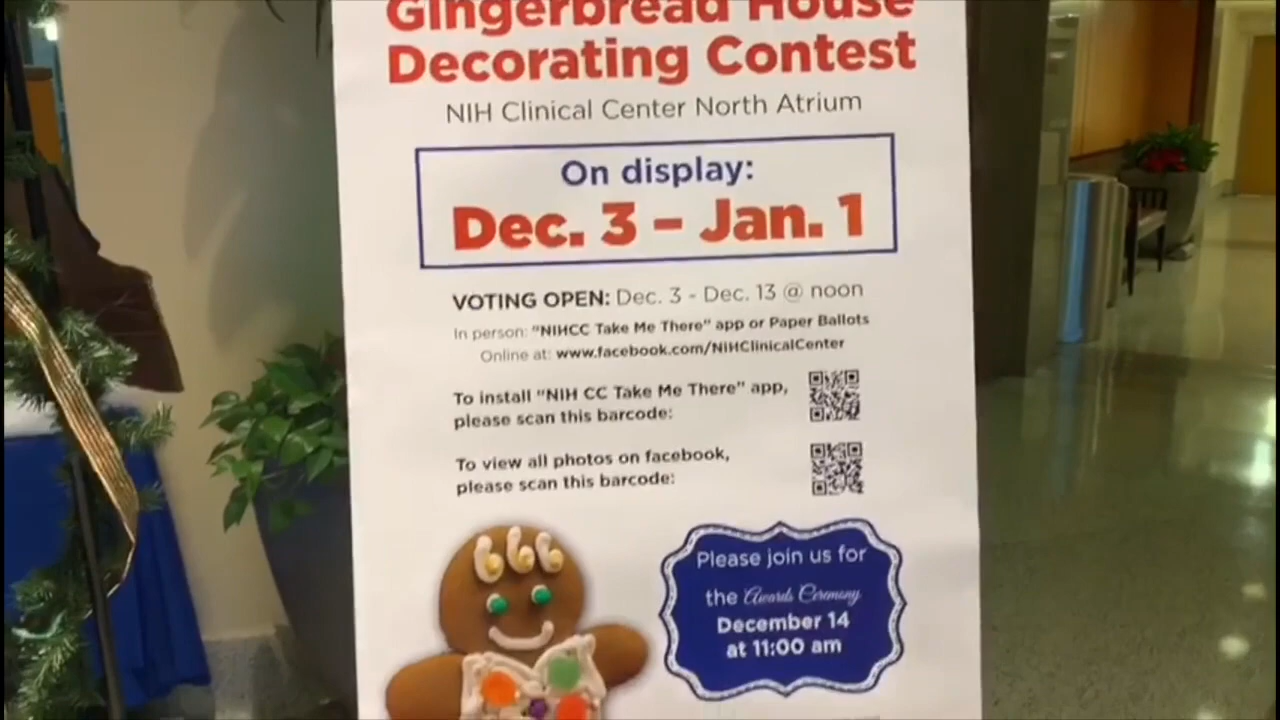 Gingerbread House
Decorating Contest
NIH Clinical Center North Atrium
On display:
Dec. 3 – Jan. 1
VOTING OPEN: Dec. 3 - Dec. 13 @ noon
In person: "NIHCC Take Me There" app or Paper Ballots
Online at: www.facebook.com/NIHClinicalCenter
To install "NIH CC Take Me There" app,
please scan this barcode:
To view all photos on facebook,
please scan this barcode:
Please join us for
the Awards Ceremony
December 14
at 11:00 am